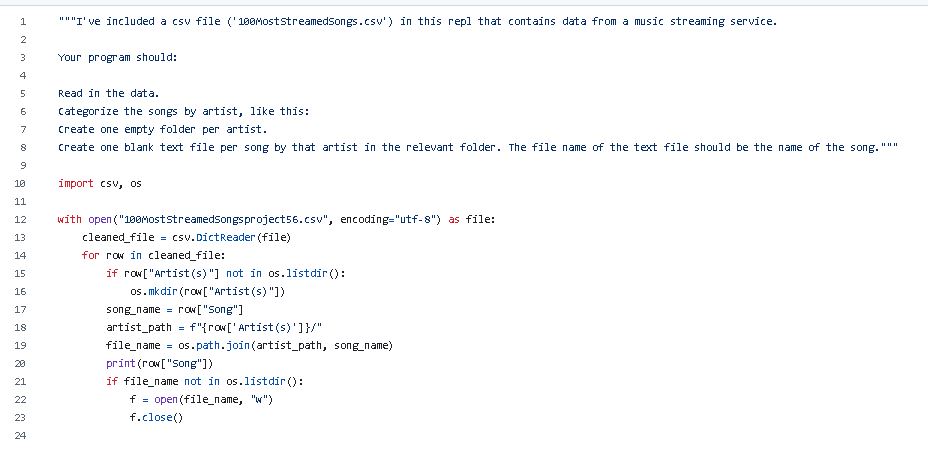 1 """I've included a csv file ('100MostStreamedSongs.csv') in this repl that contains data from a music streaming service.
2
3 Your program should:
4
5 Read in the data.
6 Categorize the songs by artist, like this:
7 Create one empty folder per artist.
8 Create one blank text file per song by that artist in the relevant folder. The file name of the text file should be the name of the song."""
9
10 import csv, os
11
12 with open("100MostStreamedSongsproject56.csv", encoding="utf-8") as file:
13     cleaned_file = csv.DictReader(file)
14     for row in cleaned_file:
15         if row["Artist(s)"] not in os.listdir():
16             os.mkdir(row["Artist(s)"])
17         song_name = row["Song"]
18         artist_path = f"{row['Artist(s)']}/"
19         file_name = os.path.join(artist_path, song_name)
20         print(row["Song"])
21         if file_name not in os.listdir():
22             f = open(file_name, "w")
23             f.close()
24